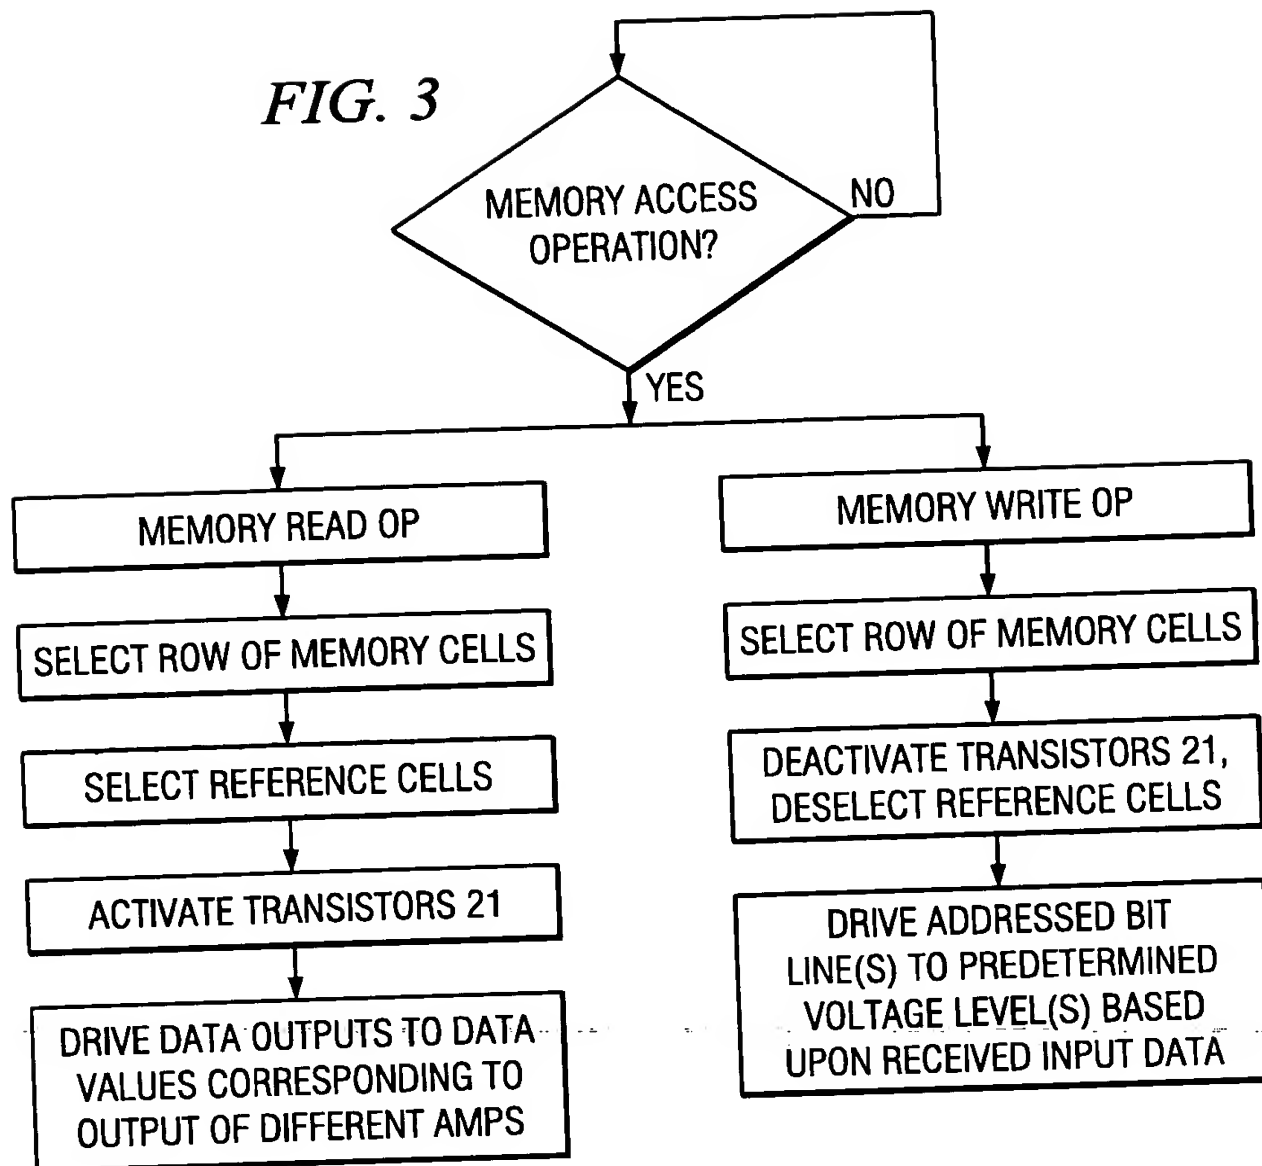 FIG. 3
MEMORY ACCESS
OPERATION?
NO
YES
MEMORY READ OP
SELECT ROW OF MEMORY CELLS
SELECT REFERENCE CELLS
ACTIVATE TRANSISTORS 21
DRIVE DATA OUTPUTS TO DATA
VALUES CORRESPONDING TO
OUTPUT OF DIFFERENT AMPS
MEMORY WRITE OP
SELECT ROW OF MEMORY CELLS
DEACTIVATE TRANSISTORS 21,
DESELECT REFERENCE CELLS
DRIVE ADDRESSED BIT
LINE(S) TO PREDETERMINED
VOLTAGE LEVEL(S) BASED
UPON RECEIVED INPUT DATA